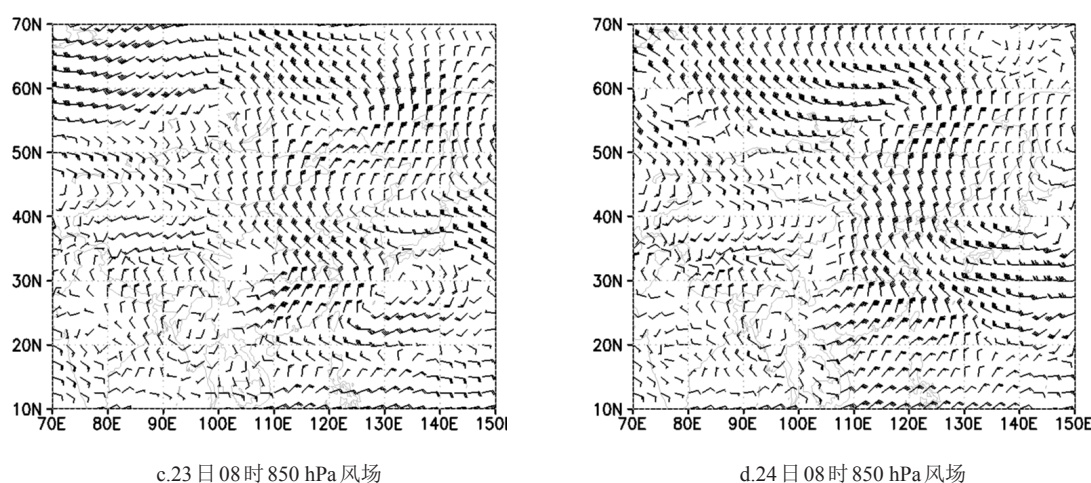 70N 70N
60N 60N
50N 50N
40N 40N
30N 30N
20N 20N
10N 10N
70E 80E 90E 100E 110E 120E 130E 140E 150E 70E 80E 90E 100E 110E 120E 130E 140E 150E
c.23日08时850 hPa风场 d.24日08时850 hPa风场